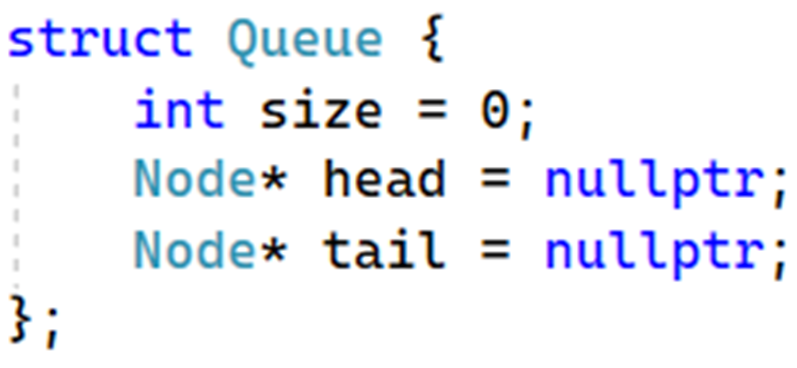 struct Queue {
    int size = 0;
    Node* head = nullptr;
    Node* tail = nullptr;
};